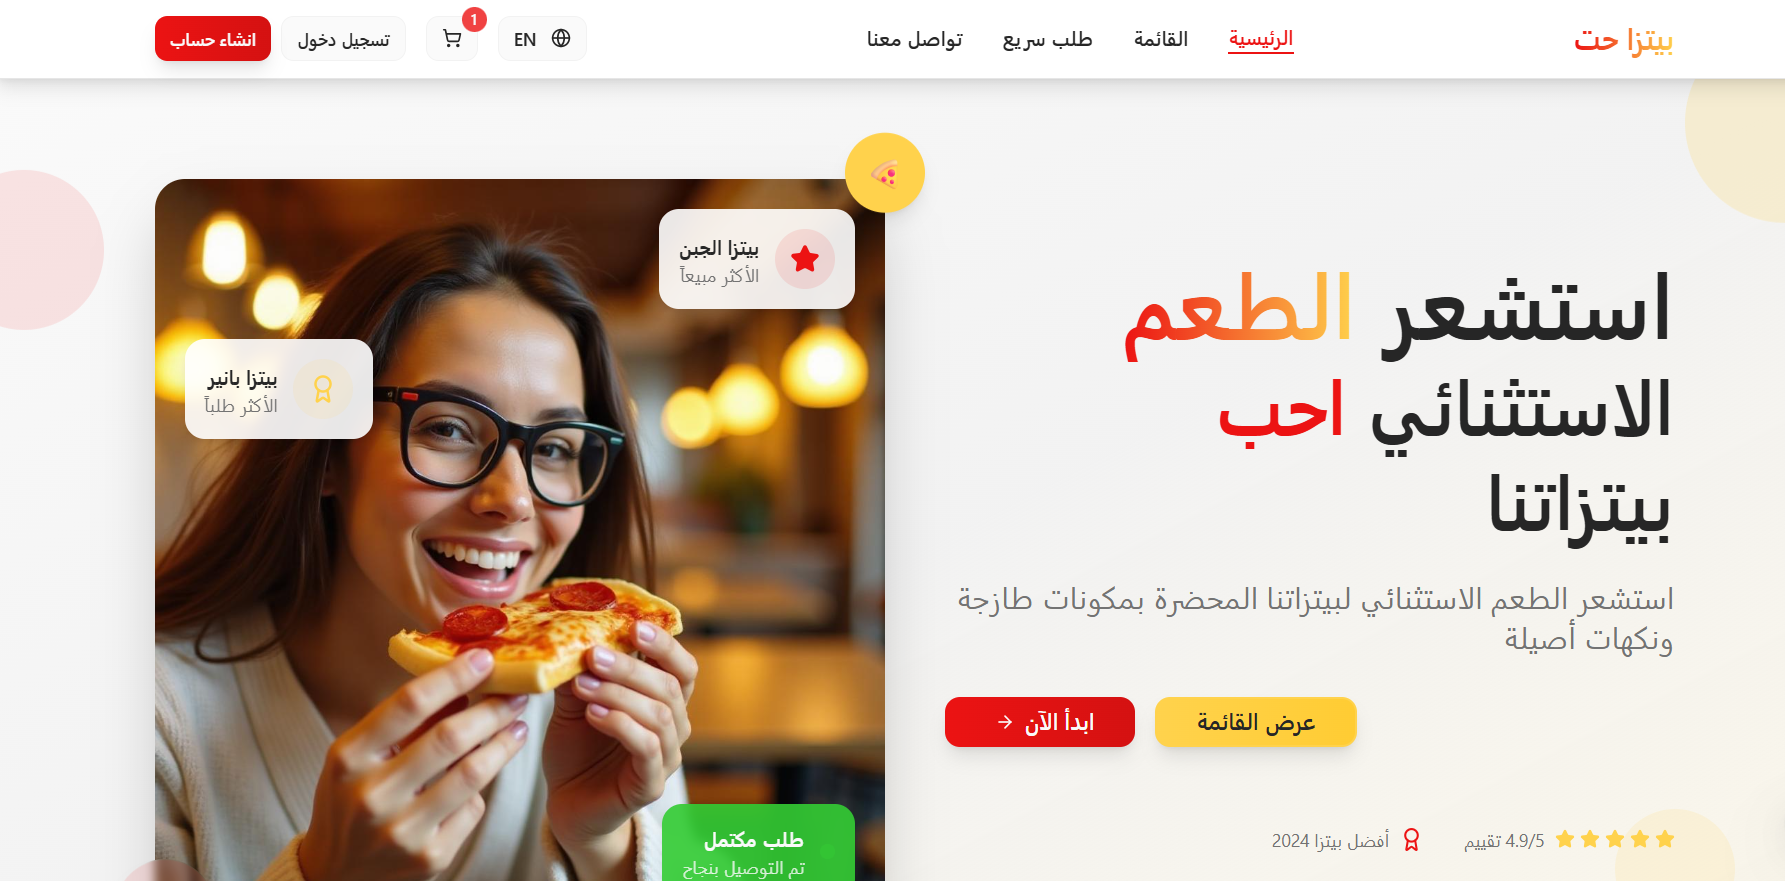 بيتزا حت
الرئيسية
القائمة
طلب سريع
تواصل معنا
EN
1
تسجيل دخول
انشاء حساب
استشعر الطعم
الاستثنائي احب
بيتزاتنا
استشعر الطعم الاستثنائي لبيتزاتنا المحضرة بمكونات طازجة
ونكهات أصيلة
عرض القائمة
ابدأ الآن
4.9/5 تقييم
أفضل بيتزا 2024
بيتزا الجبن
الأكثر مبيعاً
بيتزا بانير
الأكثر طلباً
طلب مكتمل
تم التوصيل بنجاح